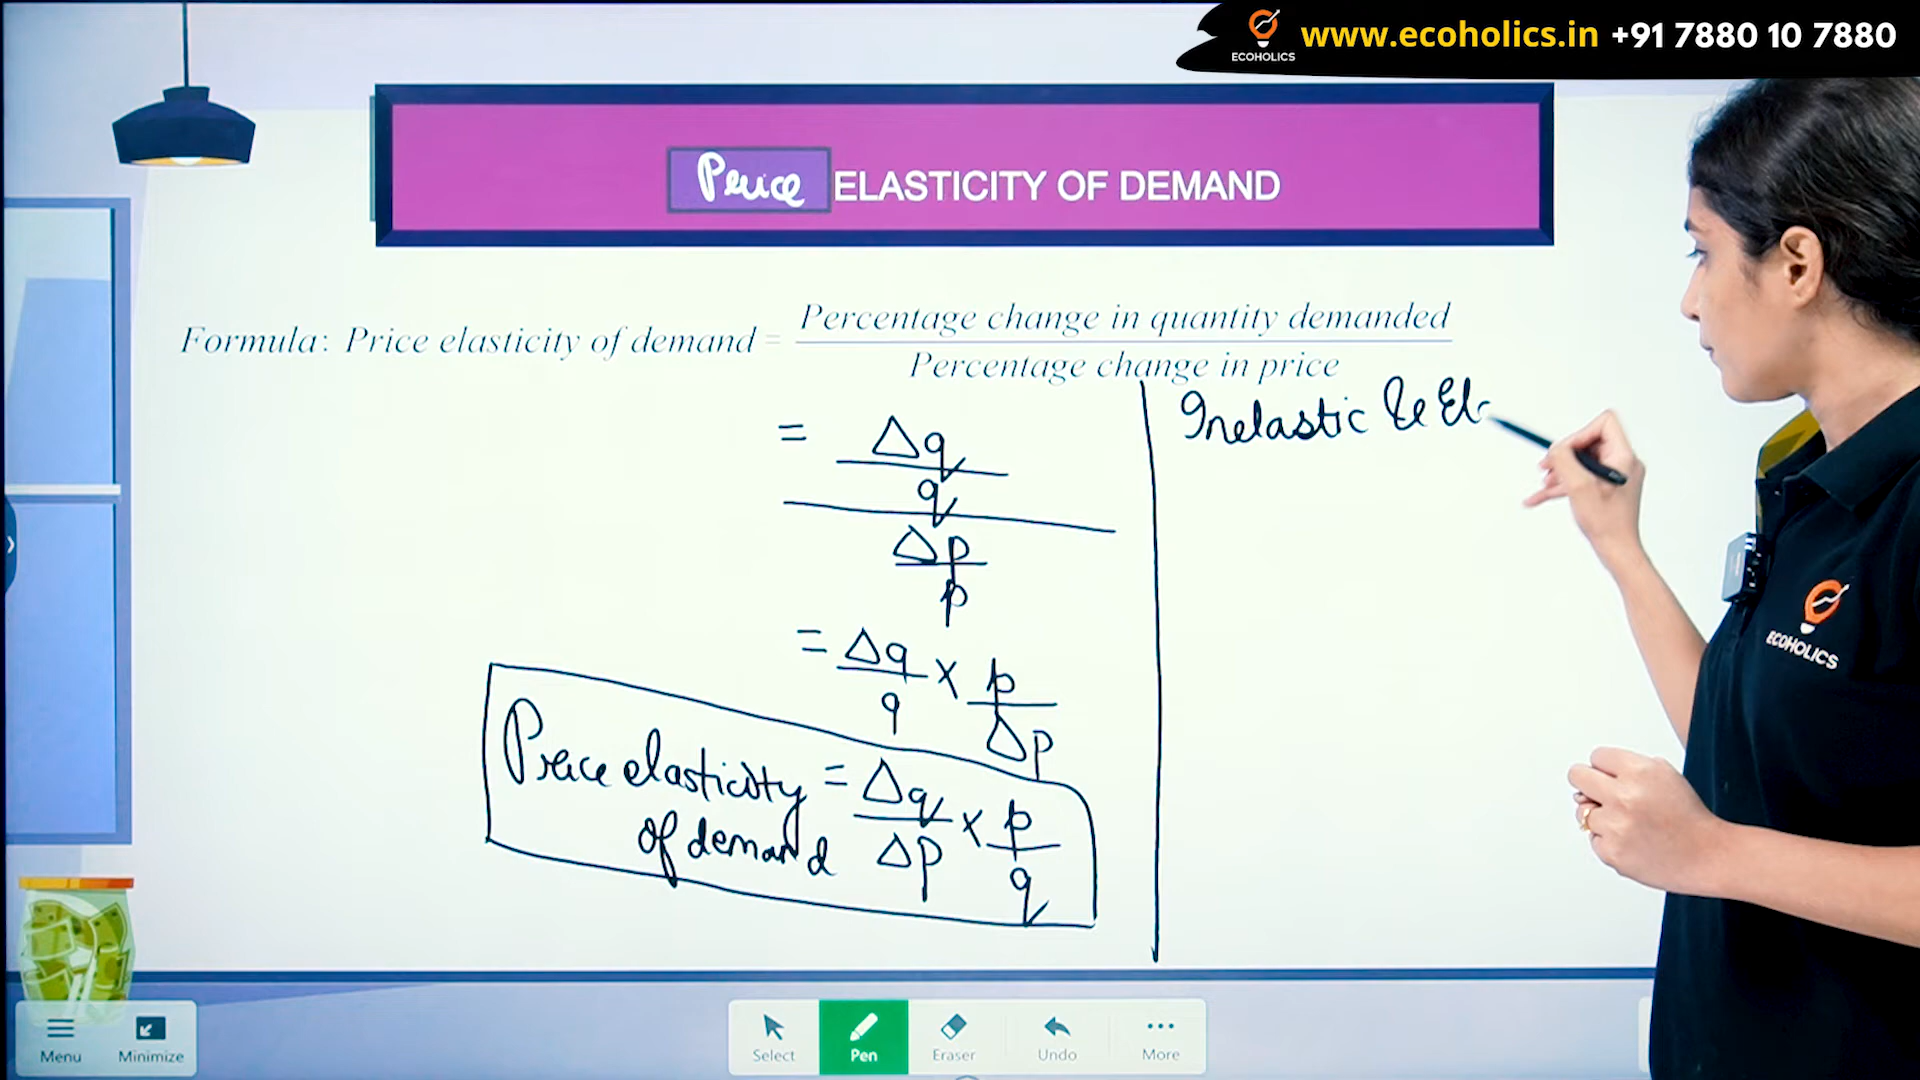 www.ecoholics.in +91 7880 10 7880
ECOHOLICS
Price ELASTICITY OF DEMAND
Formula: Price elasticity of demand = Percentage change in quantity demanded
Percentage change in price
= Δq
q
Δp
p
= Δq × p
q Δp
Price elasticity = Δq × p
of demand Δp q
Inelastic & Ela
ECOHOLICS
Menu
Minimize
Select
Pen
Eraser
Undo
More